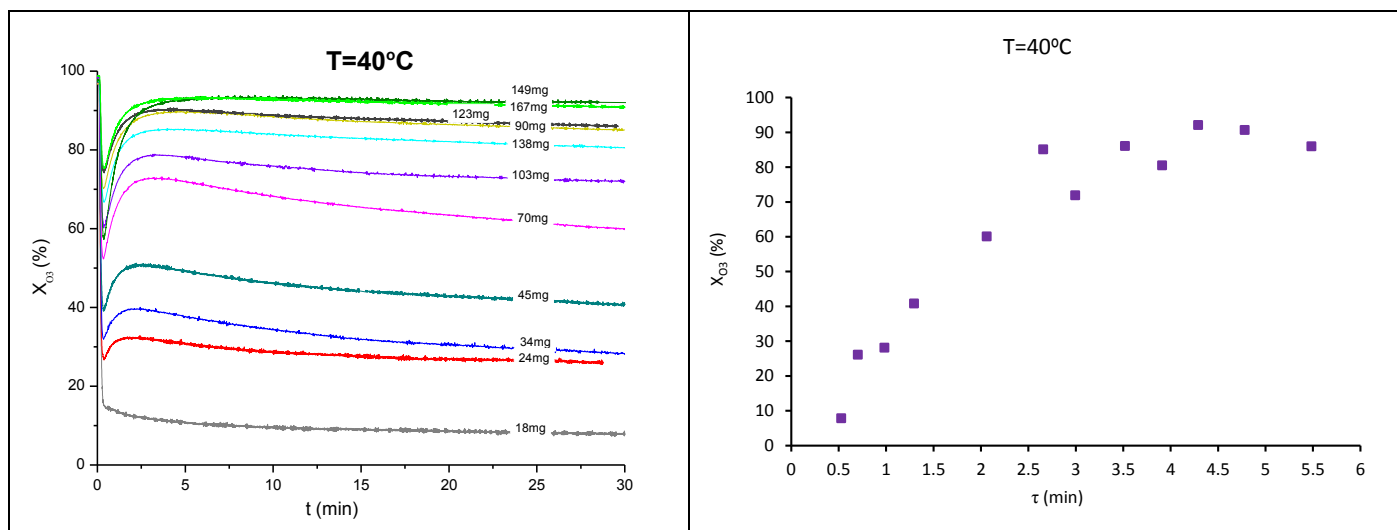 T=40ºC
100
80
60
40
20
0
X_O3 (%)
149mg
167mg
123mg
90mg
138mg
103mg
70mg
45mg
34mg
24mg
18mg
0 5 10 15 20 25 30
t (min)
T=40⁰C
100
90
80
70
60
50
40
30
20
10
0
X_O3 (%)
0 0.5 1 1.5 2 2.5 3 3.5 4 4.5 5 5.5 6
τ (min)